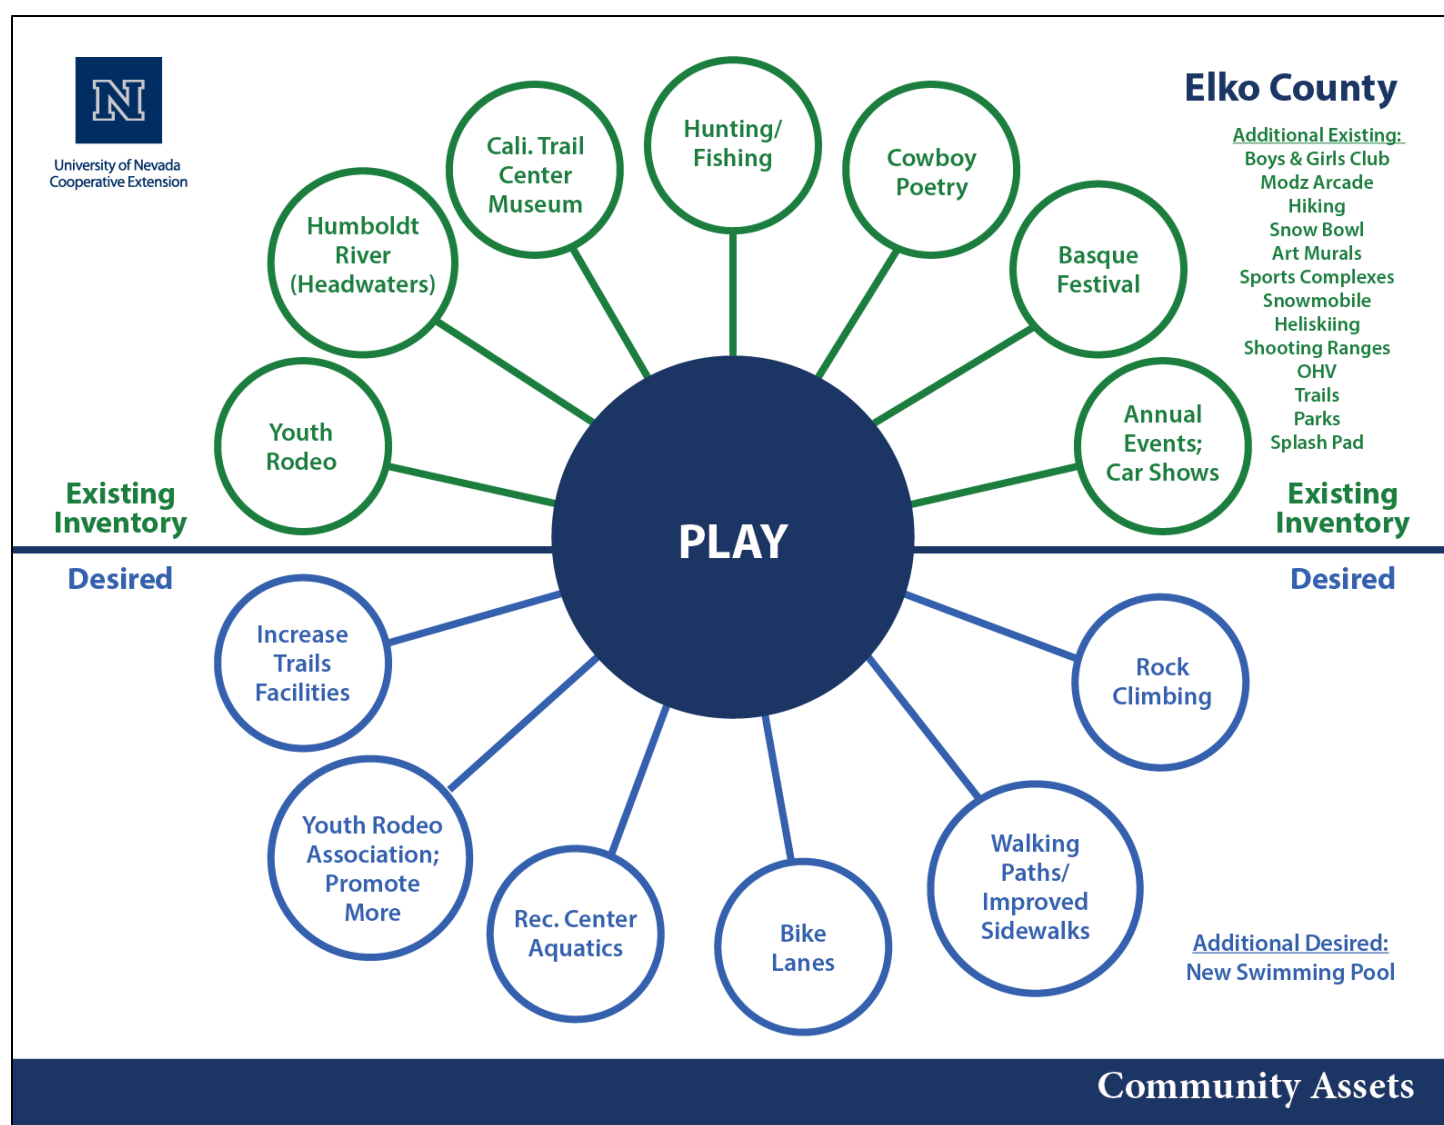 N
University of Nevada
Cooperative Extension
Elko County
Additional Existing:
Boys & Girls Club
Modz Arcade
Hiking
Snow Bowl
Art Murals
Sports Complexes
Snowmobile
Heliskiing
Shooting Ranges
OHV
Trails
Parks
Splash Pad
Youth
Rodeo
Humboldt
River
(Headwaters)
Cali. Trail
Center
Museum
Hunting/
Fishing
Cowboy
Poetry
Basque
Festival
Annual
Events;
Car Shows
Existing
Inventory
Existing
Inventory
PLAY
Desired
Desired
Increase
Trails
Facilities
Youth Rodeo
Association;
Promote
More
Rec. Center
Aquatics
Bike
Lanes
Walking
Paths/
Improved
Sidewalks
Rock
Climbing
Additional Desired:
New Swimming Pool
Community Assets